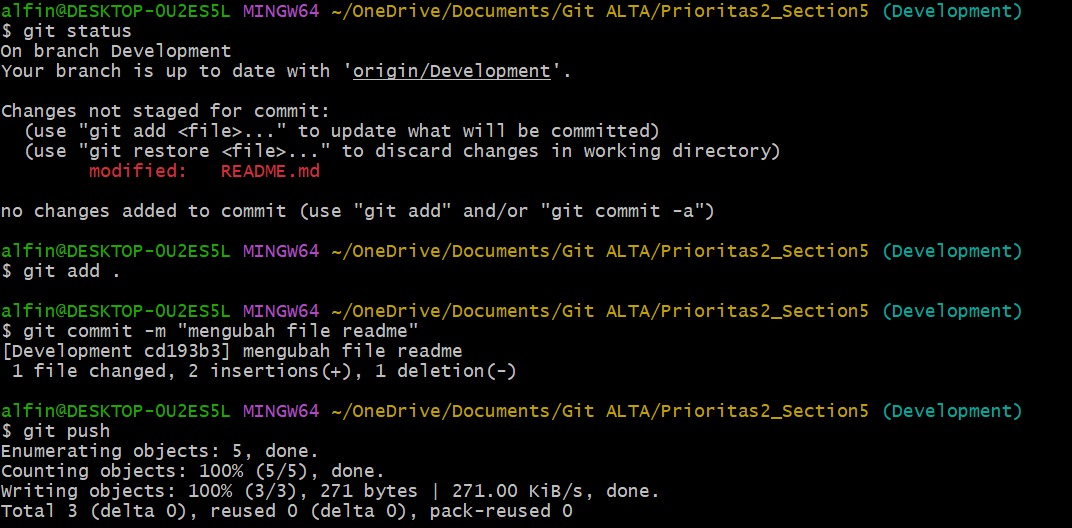 alfin@DESKTOP-0U2ES5L MINGW64 ~/OneDrive/Documents/Git ALTA/Prioritas2_Section5 (Development)
$ git status
On branch Development
Your branch is up to date with 'origin/Development'.
Changes not staged for commit:
  (use "git add <file>..." to update what will be committed)
  (use "git restore <file>..." to discard changes in working directory)
        modified:   README.md
no changes added to commit (use "git add" and/or "git commit -a")
alfin@DESKTOP-0U2ES5L MINGW64 ~/OneDrive/Documents/Git ALTA/Prioritas2_Section5 (Development)
$ git add .
alfin@DESKTOP-0U2ES5L MINGW64 ~/OneDrive/Documents/Git ALTA/Prioritas2_Section5 (Development)
$ git commit -m "mengubah file readme"
[Development cd193b3] mengubah file readme
 1 file changed, 2 insertions(+), 1 deletion(-)
alfin@DESKTOP-0U2ES5L MINGW64 ~/OneDrive/Documents/Git ALTA/Prioritas2_Section5 (Development)
$ git push
Enumerating objects: 5, done.
Counting objects: 100% (5/5), done.
Writing objects: 100% (3/3), 271 bytes | 271.00 KiB/s, done.
Total 3 (delta 0), reused 0 (delta 0), pack-reused 0